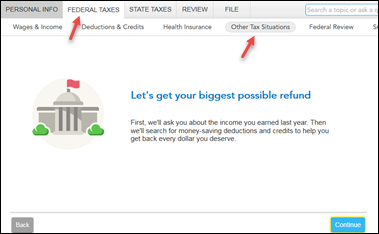 PERSONAL INFO FEDERAL TAXES STATE TAXES REVIEW FILE Search a topic or ask a
Wages & Income Deductions & Credits Health Insurance Other Tax Situations Federal Review
Let's get your biggest possible refund
First, we'll ask you about the income you earned last year. Then
we'll search for money-saving deductions and credits to help you
get back every dollar you deserve.
Back Continue